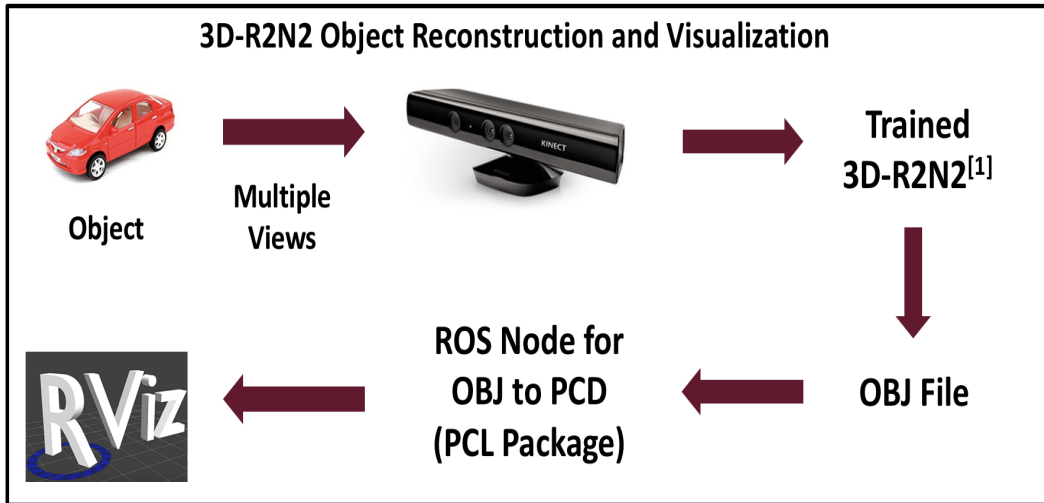 3D-R2N2 Object Reconstruction and Visualization
Object
Multiple
Views
KINECT
Trained
3D-R2N2[1]
OBJ File
ROS Node for
OBJ to PCD
(PCL Package)
RViz